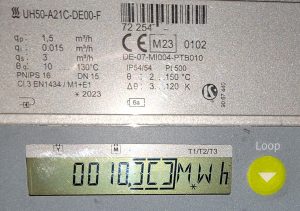 UH50-A21C-DE00-F
72 254
qp: 1,5 m³/h
qi: 0.015 m³/h
qs: 3 m³/h
θq: 10 130°C
PN/PS 16 DN 15
Cl.3 EN1434 / M1+E1
*2023
CE M23 0102
DE-07-MI004-PTB010
IP54/54 Pt 500
θ: 2...150 °C
Δθ: 3...120 K
6a
T1/T2/T3
Loop
MWh